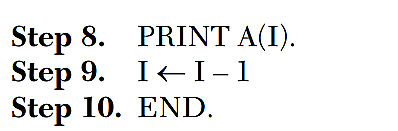 Step 8. PRINT A(I).
Step 9. I ← I – 1
Step 10. END.